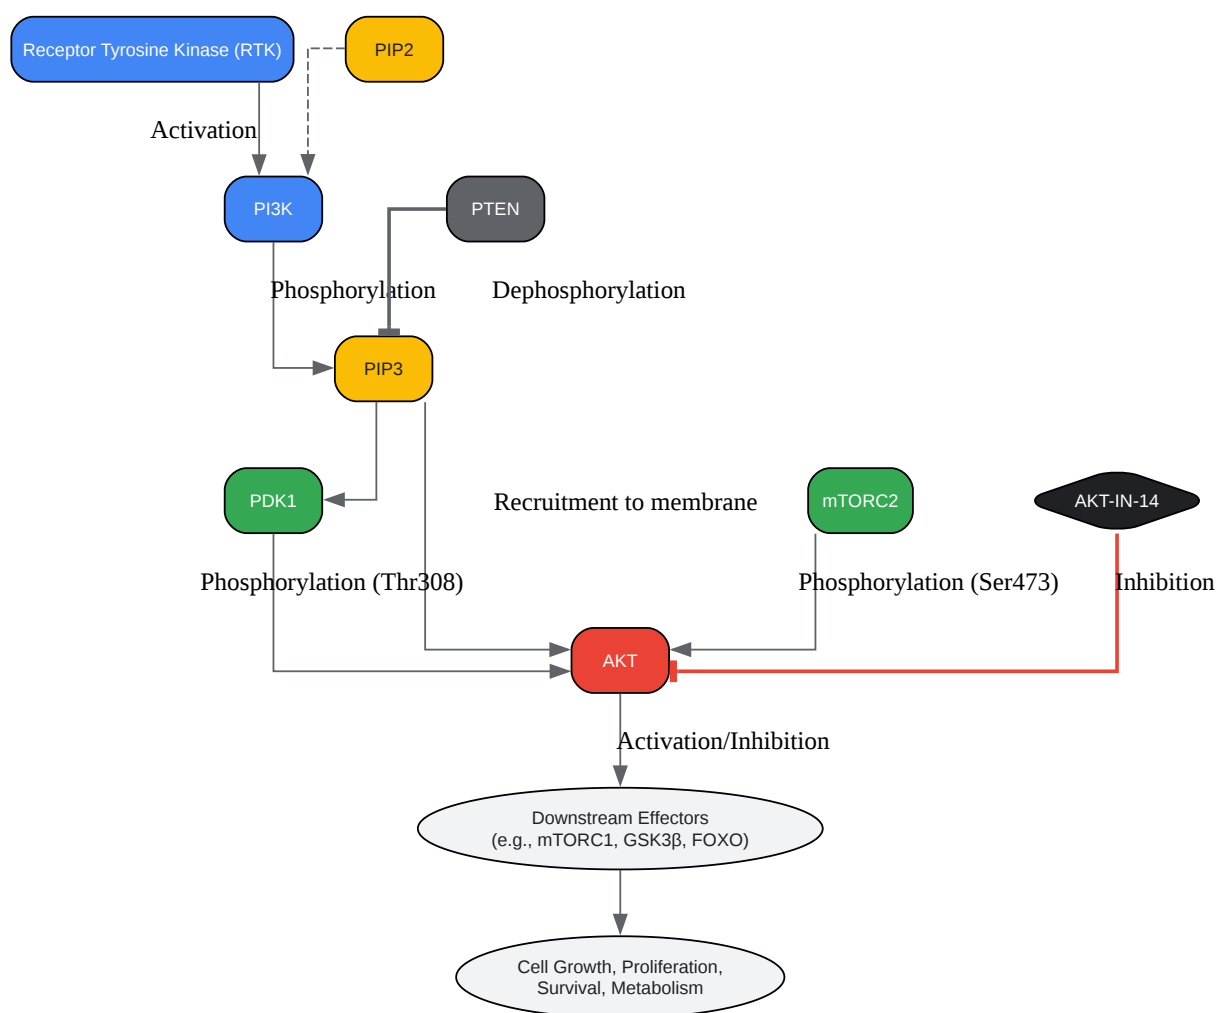 Receptor Tyrosine Kinase (RTK)
PIP2
Activation
PI3K
PTEN
Phosphorylation
Dephosphorylation
PIP3
PDK1
Recruitment to membrane
mTORC2
AKT-IN-14
Phosphorylation (Thr308)
Phosphorylation (Ser473)
Inhibition
AKT
Activation/Inhibition
Downstream Effectors
(e.g., mTORC1, GSK3β, FOXO)
Cell Growth, Proliferation,
Survival, Metabolism